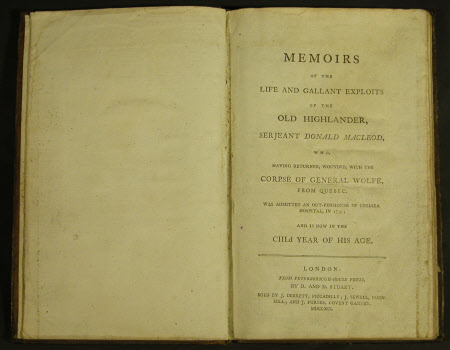 MEMOIRS
OF THE
LIFE AND GALLANT EXPLOITS
OF THE
OLD HIGHLANDER,
SERJEANT DONALD MACLEOD,
WHO,
HAVING RETURNED, WOUNDED, WITH THE
CORPSE OF GENERAL WOLFE,
FROM QUEBEC,
WAS ADMITTED AN OUT-PENSIONER OF CHELSEA
HOSPITAL, IN
AND IS NOW IN THE
CIIId YEAR OF HIS AGE.
LONDON.
FROM PETERBOROUGH-HOUSE PRESS,
BY D. AND D. STUART.
SOLD BY J. DEBRETT, PICCADILLY; J. SEWELL, CORN-
HILL; AND J. FORBES, COVENT GARDEN.
MDCCXCI.